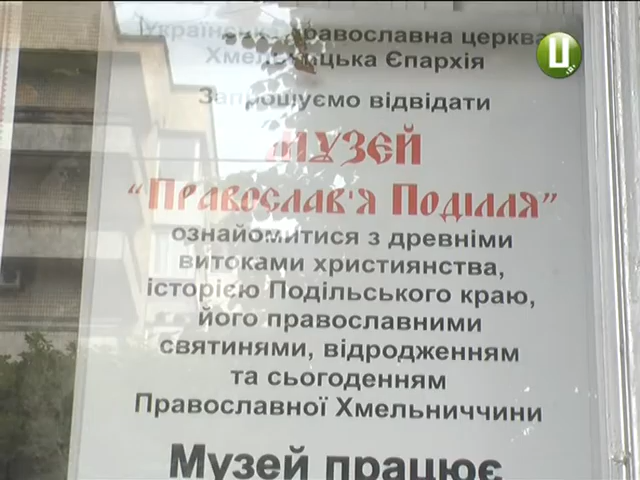 Українська православна церква
Хмельницька Єпархія
Запрошуємо відвідати
МУЗЕЙ
“Православ'я Поділля”
ознайомитися з древніми
витоками християнства,
історією Подільського краю,
його православними
святинями, відродженням
та сьогоденням
Православної Хмельниччини
Музей працює
Ц